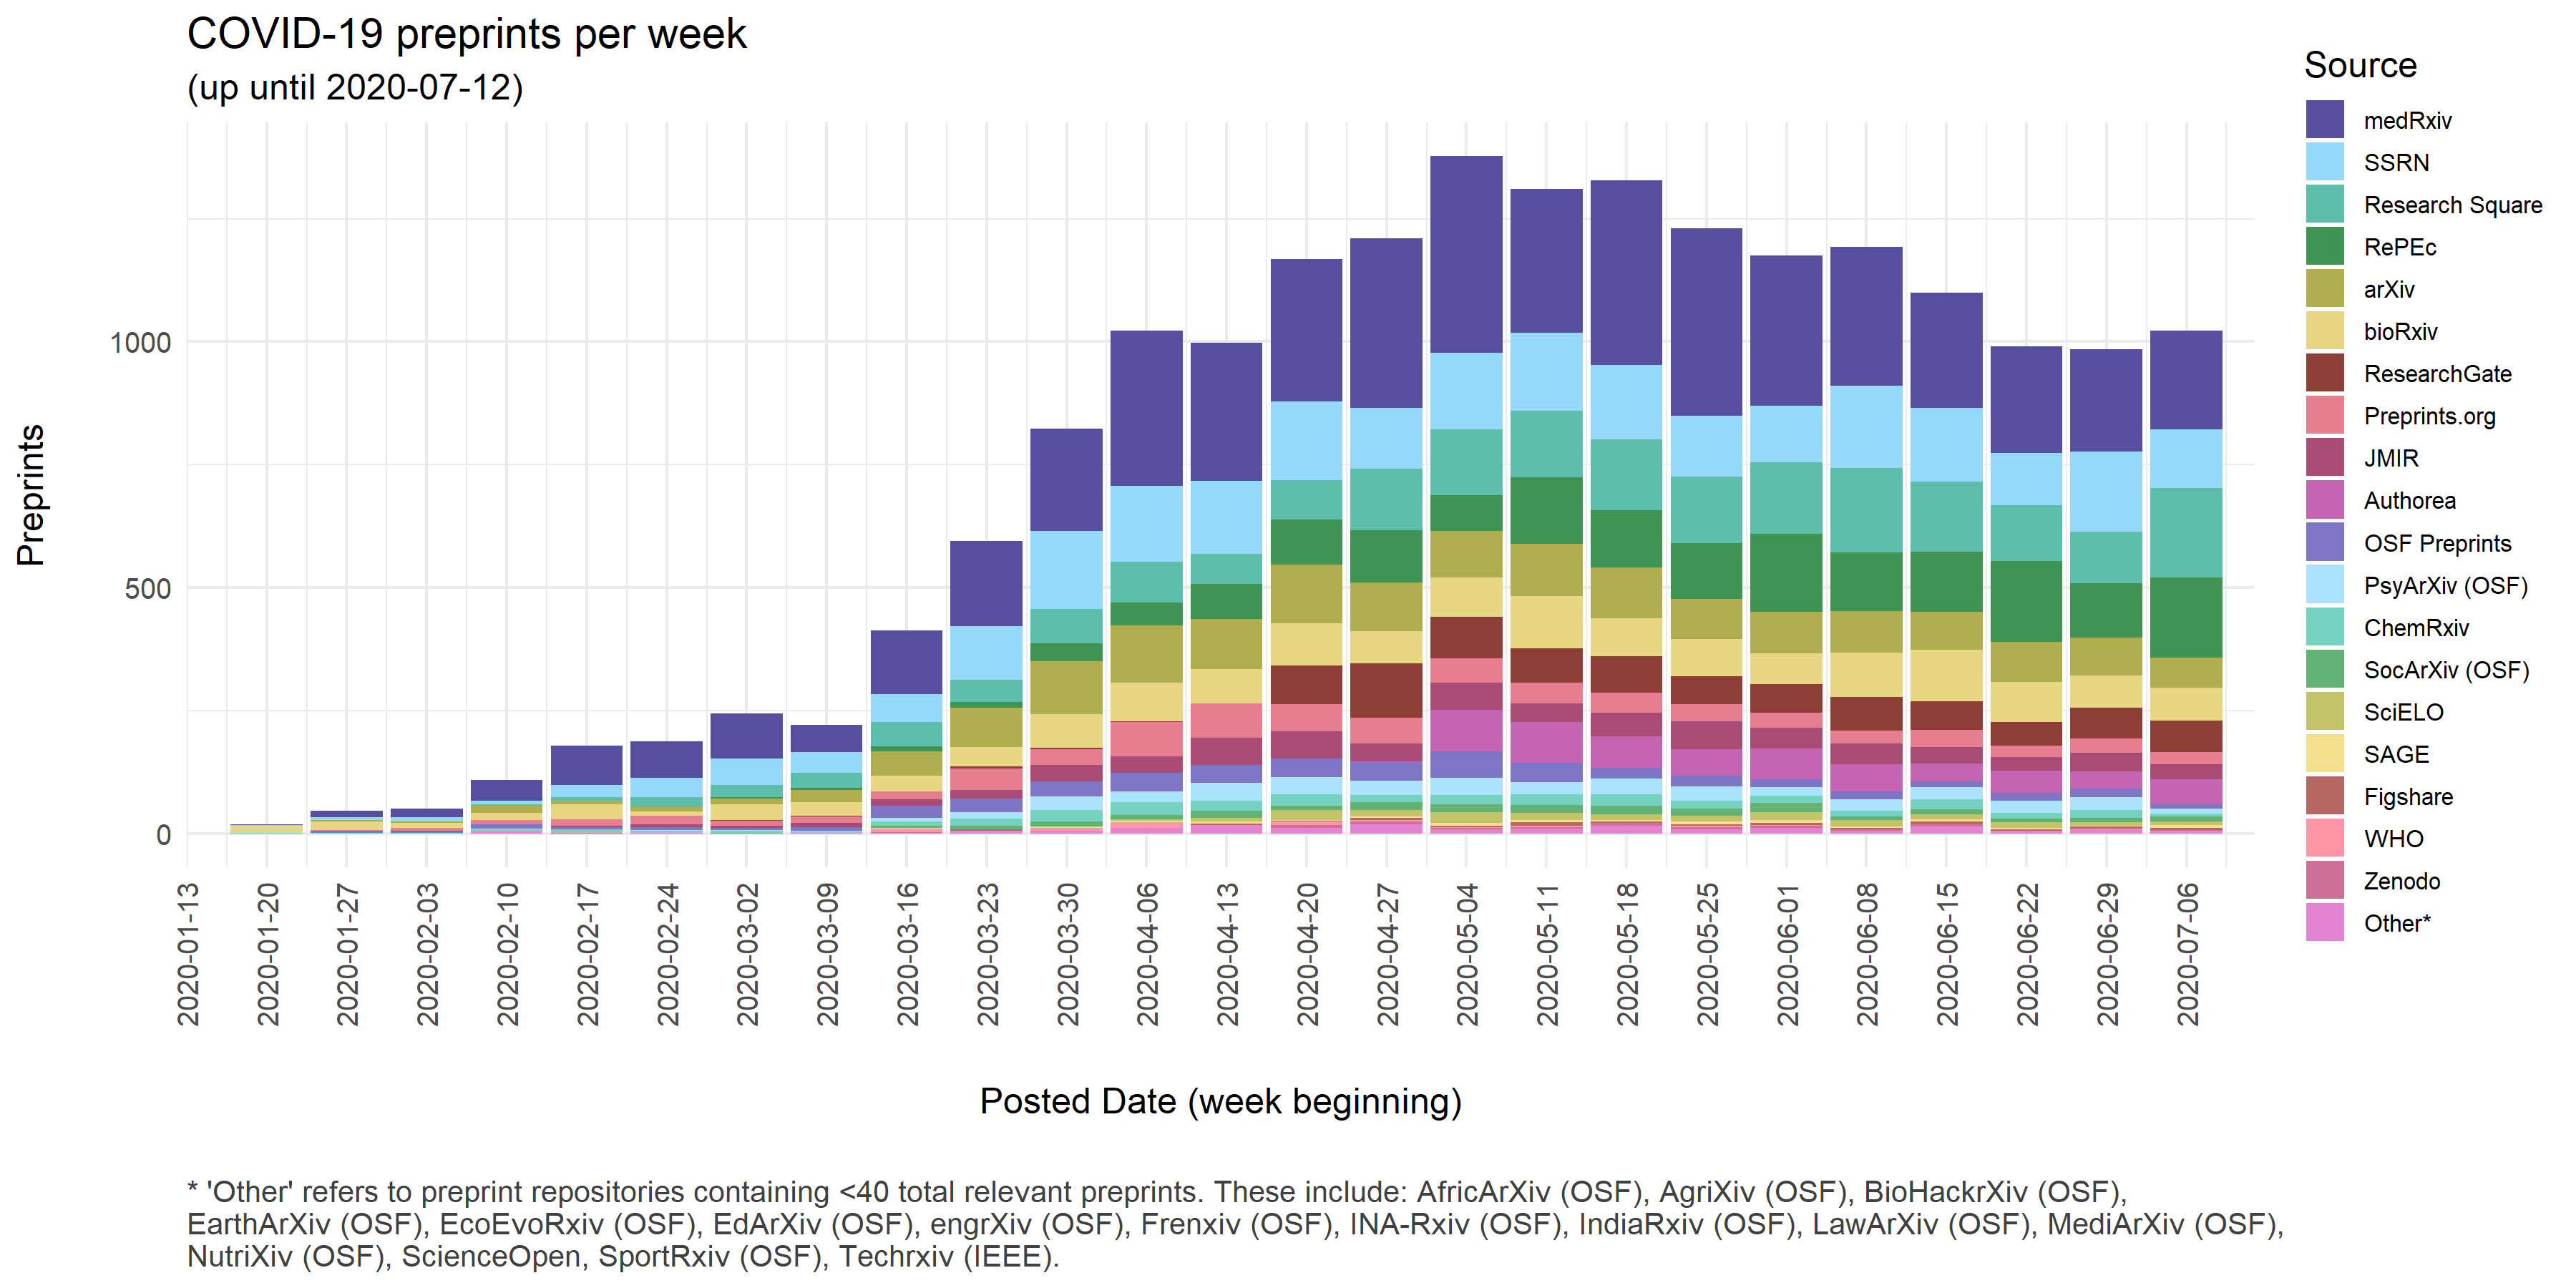 COVID-19 preprints per week
(up until 2020-07-12)
Preprints
1000
500
0
2020-01-13
2020-01-20
2020-01-27
2020-02-03
2020-02-10
2020-02-17
2020-02-24
2020-03-02
2020-03-09
2020-03-16
2020-03-23
2020-03-30
2020-04-06
2020-04-13
2020-04-20
2020-04-27
2020-05-04
2020-05-11
2020-05-18
2020-05-25
2020-06-01
2020-06-08
2020-06-15
2020-06-22
2020-06-29
2020-07-06
Posted Date (week beginning)
Source
medRxiv
SSRN
Research Square
RePEc
arXiv
bioRxiv
ResearchGate
Preprints.org
JMIR
Authorea
OSF Preprints
PsyArXiv (OSF)
ChemRxiv
SocArXiv (OSF)
SciELO
SAGE
Figshare
WHO
Zenodo
Other*
* 'Other' refers to preprint repositories containing <40 total relevant preprints. These include: AfricArXiv (OSF), AgriXiv (OSF), BioHackrXiv (OSF),
EarthArXiv (OSF), EcoEvoRxiv (OSF), EdArXiv (OSF), engrXiv (OSF), Frenxiv (OSF), INA-Rxiv (OSF), IndiaRxiv (OSF), LawArXiv (OSF), MediArXiv (OSF),
NutriXiv (OSF), ScienceOpen, SportRxiv (OSF), Techrxiv (IEEE).